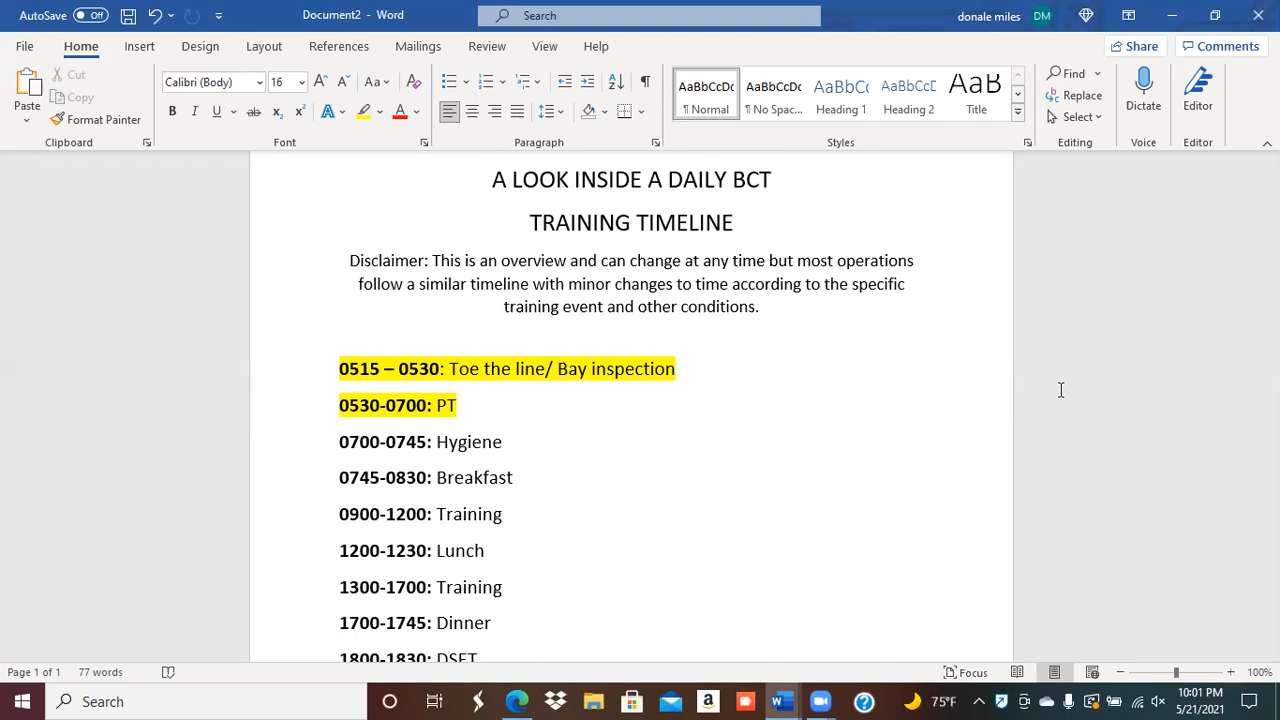 AutoSave Off
Document2 - Word
Search
donale miles DM
File Home Insert Design Layout References Mailings Review View Help
Share Comments
Paste
Cut
Copy
Format Painter
Clipboard
Calibri (Body) 16
Font
Paragraph
AaBbCcDc AaBbCcDc AaBbCc AaBbCcD AaB
¶ Normal ¶ No Spac... Heading 1 Heading 2 Title
Styles
Find
Replace
Select
Editing
Dictate
Voice
Editor
Editor
A LOOK INSIDE A DAILY BCT
TRAINING TIMELINE
Disclaimer: This is an overview and can change at any time but most operations
follow a similar timeline with minor changes to time according to the specific
training event and other conditions.
0515 – 0530: Toe the line/ Bay inspection
0530-0700: PT
0700-0745: Hygiene
0745-0830: Breakfast
0900-1200: Training
1200-1230: Lunch
1300-1700: Training
1700-1745: Dinner
1800-1830: DSET
Page 1 of 1 77 words
Focus
100%
Search
75°F
10:01 PM
5/21/2021